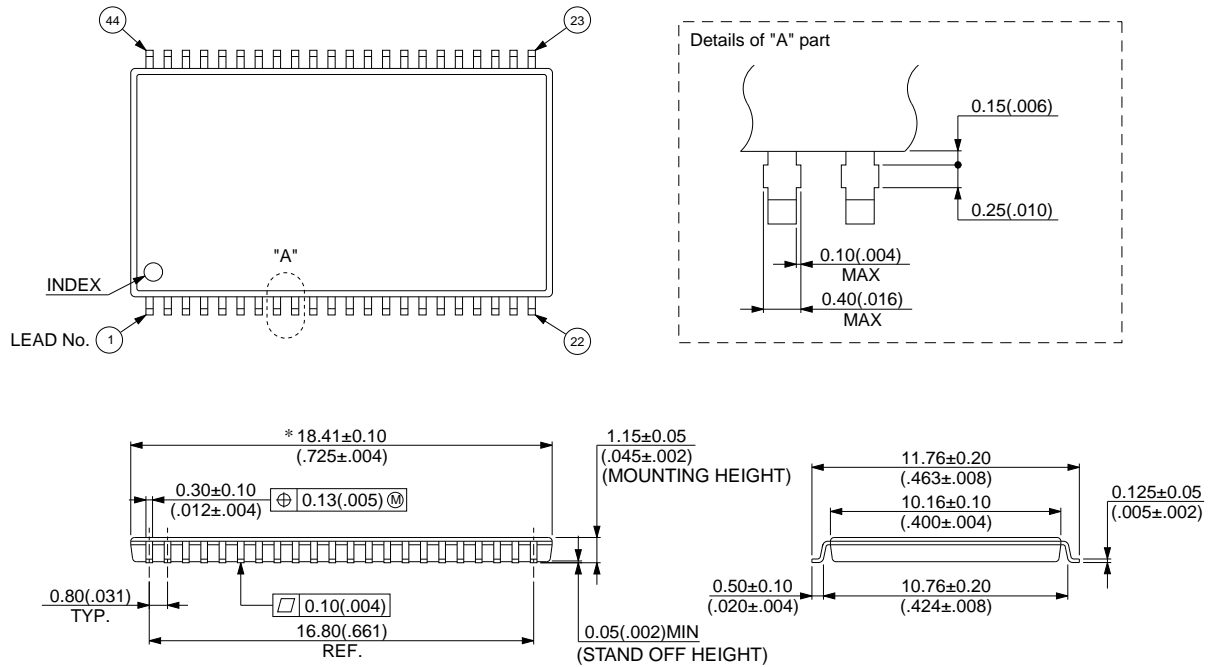 44
23
INDEX
"A"
LEAD No.
1
22
Details of "A" part
0.15(.006)
0.25(.010)
0.10(.004)
MAX
0.40(.016)
MAX
*18.41±0.10
(.725±.004)
1.15±0.05
(.045±.002)
(MOUNTING HEIGHT)
0.30±0.10
(.012±.004)
⌖ 0.13(.005) Ⓜ
0.80(.031)
TYP.
⏥ 0.10(.004)
16.80(.661)
REF.
0.05(.002)MIN
(STAND OFF HEIGHT)
11.76±0.20
(.463±.008)
10.16±0.10
(.400±.004)
0.125±0.05
(.005±.002)
0.50±0.10
(.020±.004)
10.76±0.20
(.424±.008)